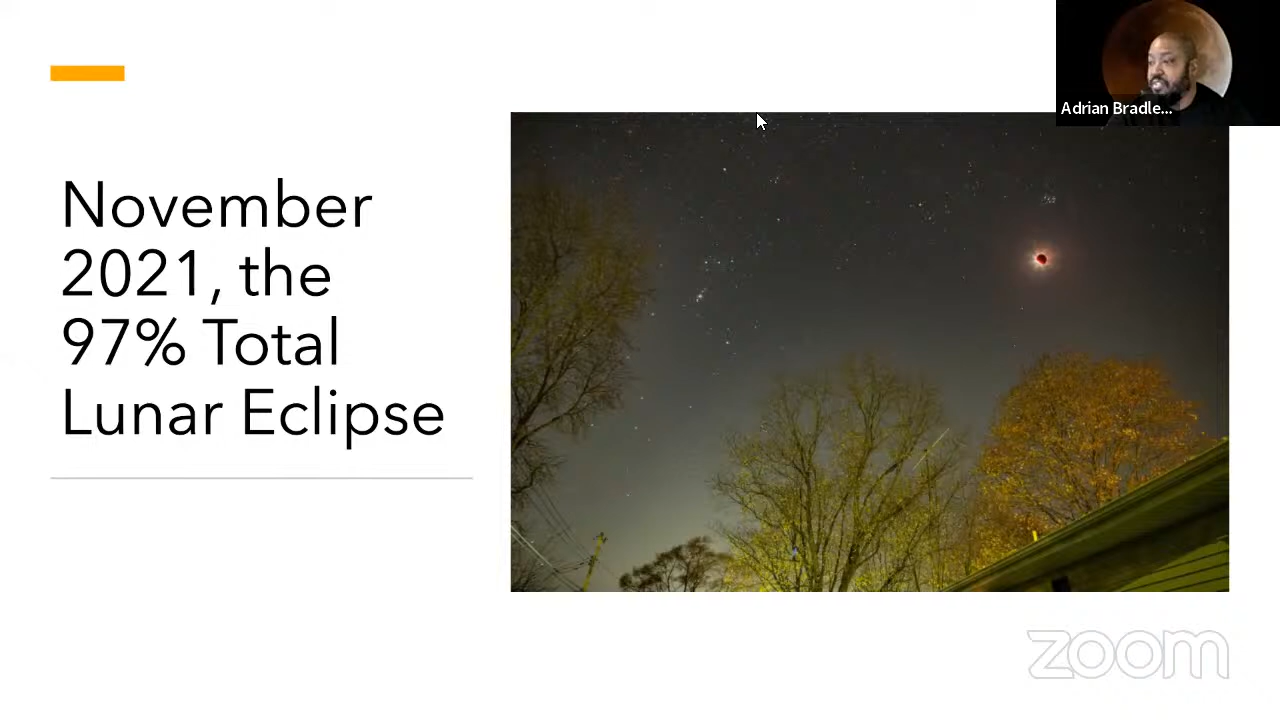 Adrian Bradle...
November
2021, the
97% Total
Lunar Eclipse
zoom